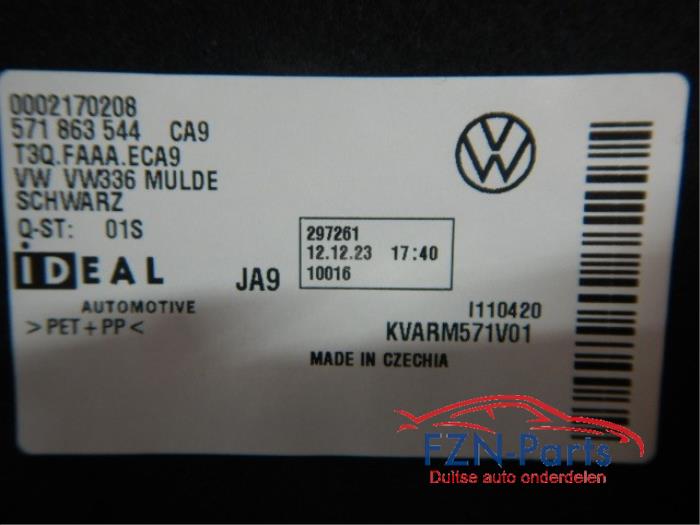 0002170208
571 863 544 CA9
T3Q.FAAA.ECA9
VW VW336 MULDE
SCHWARZ
Q-ST: 01S
iDEAL
AUTOMOTIVE
>PET+PP<
JA9
297261
12.12.23 17:40
10016
I110420
KVARM571V01
MADE IN CZECHIA
FZN-Parts
Duitse auto onderdelen